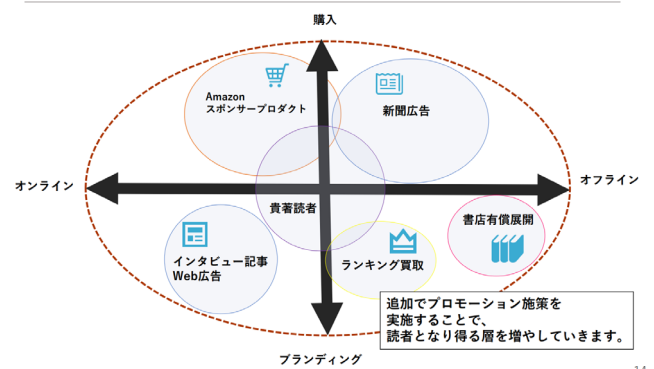 購入
Amazon
スポンサープロダクト
新聞広告
オンライン
オフライン
貴著読者
書店有償展開
インタビュー記事
Web広告
ランキング買取
追加でプロモーション施策を
実施することで、
読者となり得る層を増やしていきます。
ブランディング